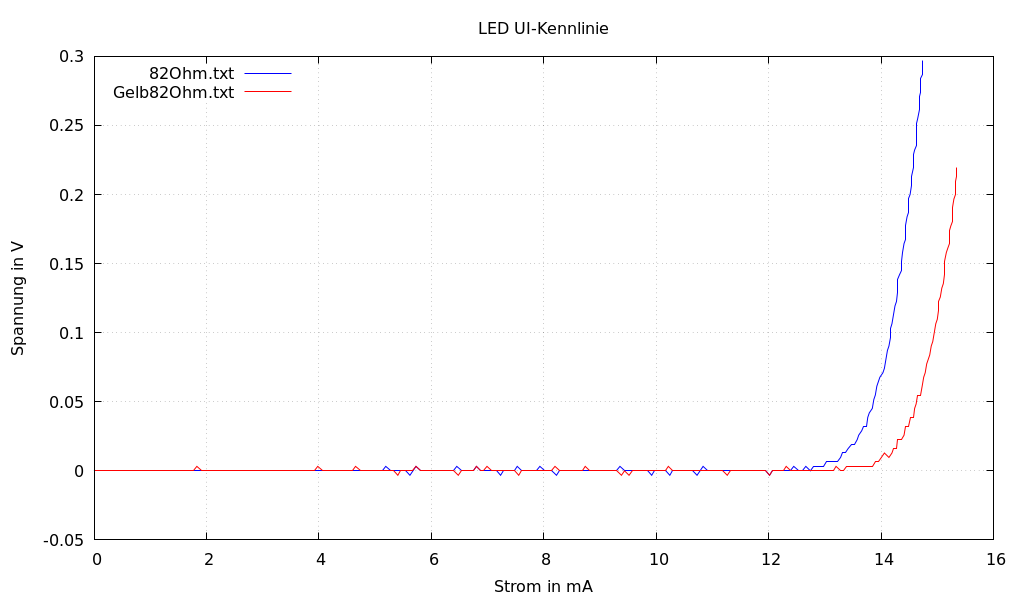 LED UI-Kennlinie
82Ohm.txt
Gelb82Ohm.txt
Spannung in V
0.3
0.25
0.2
0.15
0.1
0.05
0
-0.05
0 2 4 6 8 10 12 14 16
Strom in mA